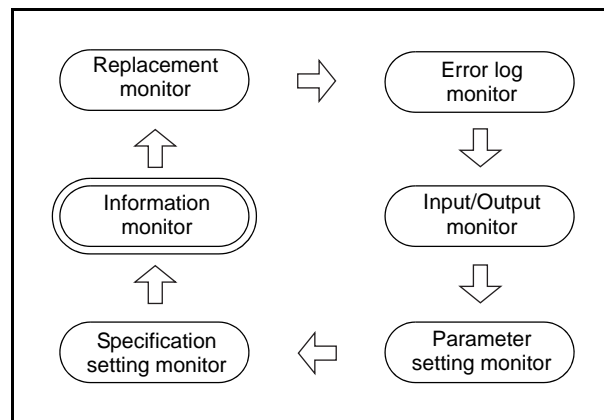 Replacement
monitor
Error log
monitor
Information
monitor
Input/Output
monitor
Specification
setting monitor
Parameter
setting monitor